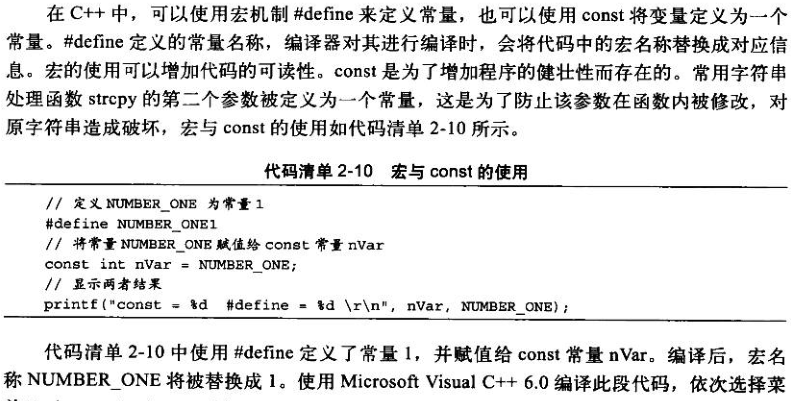 在 C++ 中，可以使用宏机制 #define 来定义常量，也可以使用 const 将变量定义为一个
常量。#define 定义的常量名称，编译器对其进行编译时，会将代码中的宏名称替换成对应信
息。宏的使用可以增加代码的可读性。const 是为了增加程序的健壮性而存在的。常用字符串
处理函数 strcpy 的第二个参数被定义为一个常量，这是为了防止该参数在函数内被修改，对
原字符串造成破坏，宏与 const 的使用如代码清单 2-10 所示。
代码清单 2-10 宏与 const 的使用
// 定义 NUMBER_ONE 为常量 1
#define NUMBER_ONE1
// 将常量 NUMBER_ONE 赋值给 const 常量 nVar
const int nVar = NUMBER_ONE;
// 显示两者结果
printf("const = %d  #define = %d \r\n", nVar, NUMBER_ONE);
代码清单 2-10 中使用 #define 定义了常量 1，并赋值给 const 常量 nVar。编译后，宏名
称 NUMBER_ONE 将被替换成 1。使用 Microsoft Visual C++ 6.0 编译此段代码，依次选择菜